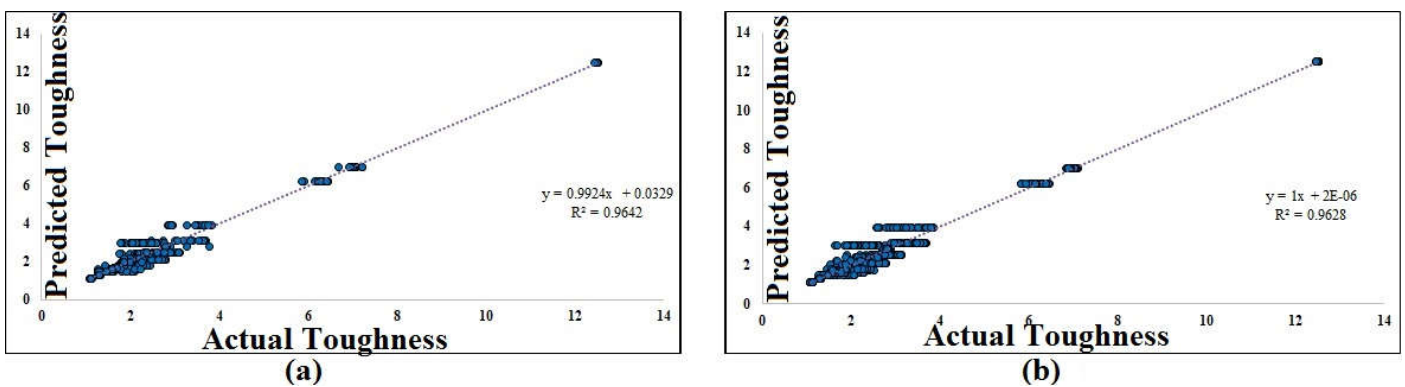 14
12
10
8
6
4
2
0
Predicted Toughness
y = 0.9924x + 0.0329
R² = 0.9642
0 2 4 6 8 10 12 14
Actual Toughness
(a)
14
12
10
8
6
4
2
0
Predicted Toughness
y = 1x + 2E-06
R² = 0.9628
0 2 4 6 8 10 12 14
Actual Toughness
(b)